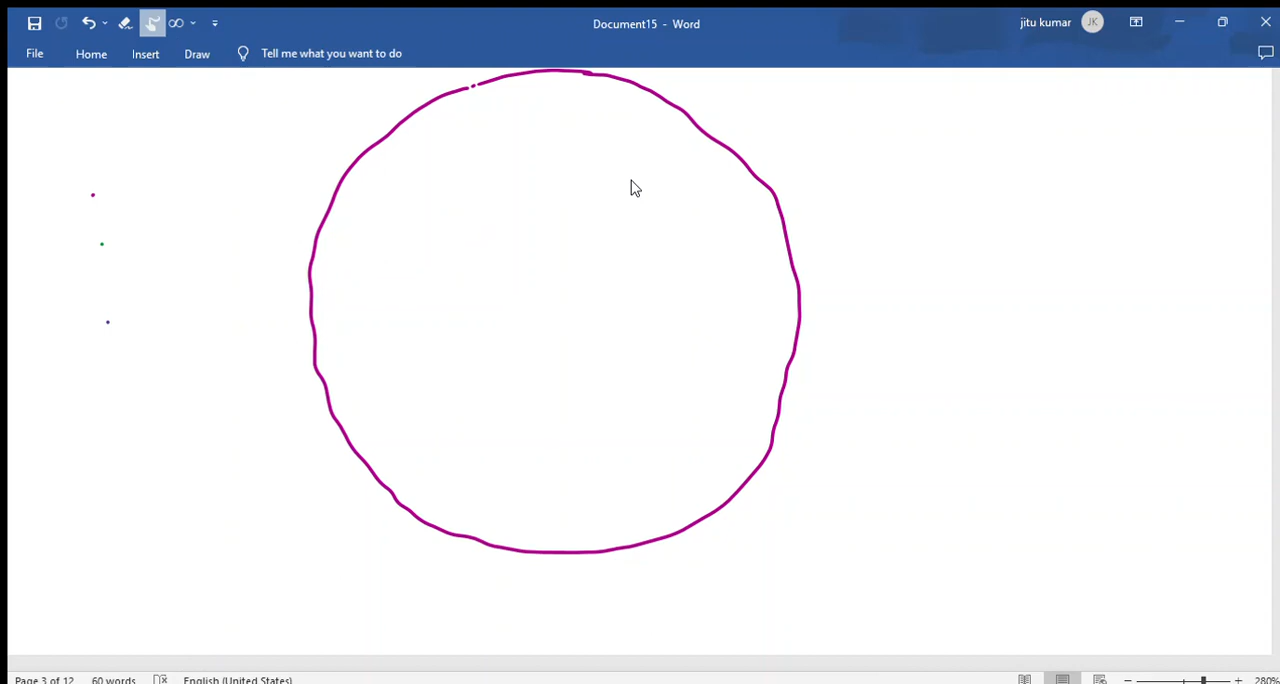 Document15 - Word
jitu kumar
JK
File
Home
Insert
Draw
Tell me what you want to do
Page 3 of 12
60 words
English (United States)
280%